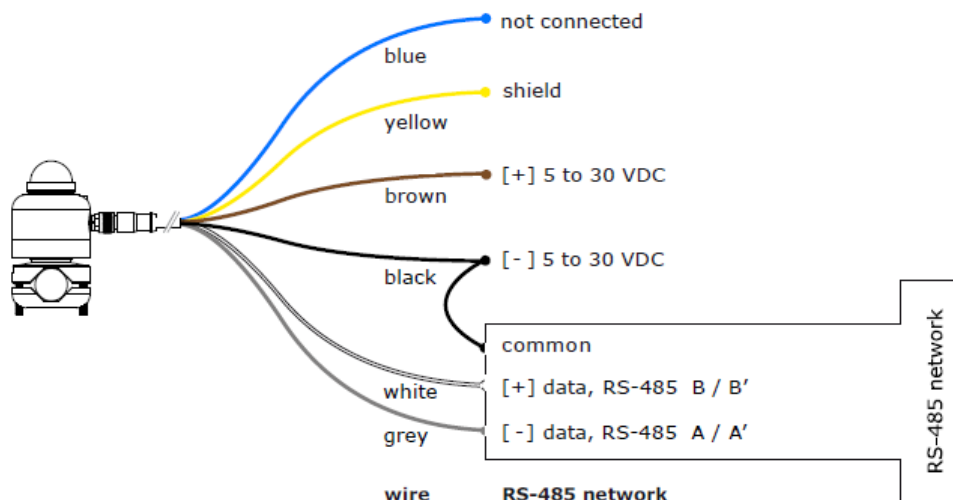 not connected
blue
shield
yellow
[+] 5 to 30 VDC
brown
[-] 5 to 30 VDC
black
common
[+] data, RS-485 B / B’
white
[-] data, RS-485 A / A’
grey
RS-485 network
wire RS-485 network